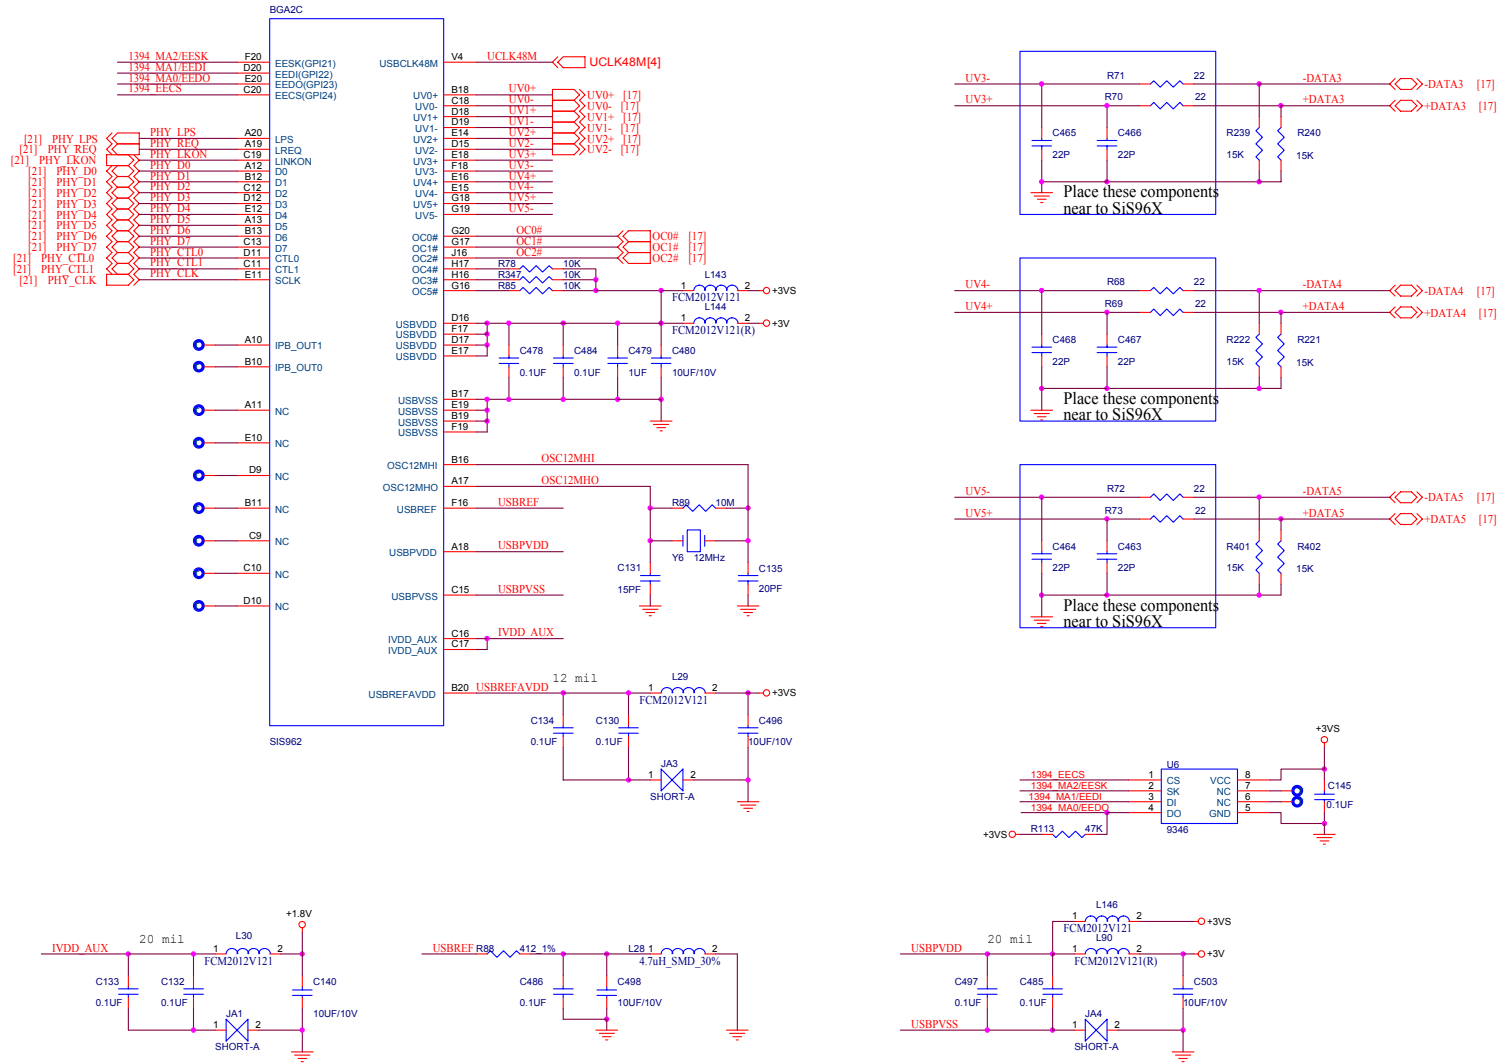 BGA2C
1394_MA2/EESK F20 EESK(GPI21)
1394_MA1/EEDI D20 EEDI(GPI22)
1394_MA0/EEDO E20 EEDO(GPI23)
1394_EECS C20 EECS(GPI24)
[21] PHY_LPS PHY_LPS A20 LPS
[21] PHY_REQ PHY_REQ A19 LREQ
[21] PHY_LKON PHY_LKON C19 LINKON
[21] PHY_D0 PHY_D0 A12 D0
[21] PHY_D1 PHY_D1 B12 D1
[21] PHY_D2 PHY_D2 C12 D2
[21] PHY_D3 PHY_D3 D12 D3
[21] PHY_D4 PHY_D4 E12 D4
[21] PHY_D5 PHY_D5 A13 D5
[21] PHY_D6 PHY_D6 B13 D6
[21] PHY_D7 PHY_D7 C13 D7
[21] PHY_CTL0 PHY_CTL0 D11 CTL0
[21] PHY_CTL1 PHY_CTL1 C11 CTL1
[21] PHY_CLK PHY_CLK E11 SCLK
A10 IPB_OUT1
B10 IPB_OUT0
A11 NC
E10 NC
D9 NC
B11 NC
C9 NC
C10 NC
D10 NC
USBCLK48M V4 UCLK48M UCLK48M[4]
UV0+ B18 UV0+ UV0+ [17]
UV0- C18 UV0- UV0- [17]
UV1+ D18 UV1+ UV1+ [17]
UV1- D19 UV1- UV1- [17]
UV2+ E14 UV2+ UV2+ [17]
UV2- D15 UV2- UV2- [17]
UV3+ E18 UV3+
UV3- F18 UV3-
UV4+ E16 UV4+
UV4- E15 UV4-
UV5+ G18 UV5+
UV5- G19 UV5-
OC0# G20 OC0# OC0# [17]
OC1# G17 OC1# OC1# [17]
OC2# J16 OC2# OC2# [17]
OC4# H17 R78 10K
OC3# H16 R347 10K
OC5# G16 R85 10K
L143
1 2 +3VS
FCM2012V121
L144
1 2 +3V
FCM2012V121(R)
USBVDD D16
USBVDD F17
USBVDD D17
USBVDD E17
C478 C484 C479 C480
0.1UF 0.1UF 1UF 10UF/10V
USBVSS B17
USBVSS E19
USBVSS B19
USBVSS F19
OSC12MHI B16 OSC12MHI
OSC12MHO A17 OSC12MHO
USBREF F16 USBREF
R89 10M
USBPVDD A18 USBPVDD
Y6 12MHz
C131 C135
15PF 20PF
USBPVSS C15 USBPVSS
IVDD_AUX C16 IVDD_AUX
IVDD_AUX C17
USBREFAVDD B20 USBREFAVDD
12 mil
L29
1 2 +3VS
FCM2012V121
C134 C130 C496
0.1UF 0.1UF 10UF/10V
JA3
1 2
SHORT-A
SIS962
UV3- R71 22 -DATA3 -DATA3 [17]
UV3+ R70 22 +DATA3 +DATA3 [17]
C465 C466 R239 R240
22P 22P 15K 15K
Place these components
near to SiS96X
UV4- R68 22 -DATA4 -DATA4 [17]
UV4+ R69 22 +DATA4 +DATA4 [17]
C468 C467 R222 R221
22P 22P 15K 15K
Place these components
near to SiS96X
UV5- R72 22 -DATA5 -DATA5 [17]
UV5+ R73 22 +DATA5 +DATA5 [17]
C464 C463 R401 R402
22P 22P 15K 15K
Place these components
near to SiS96X
+3VS
U6
1394_EECS 1 CS VCC 8
1394_MA2/EESK 2 SK NC 7
1394_MA1/EEDI 3 DI NC 6
1394_MA0/EEDO 4 DO GND 5
C145
0.1UF
+3VS R113 47K
9346
+1.8V
IVDD_AUX 20 mil L30
1 2
FCM2012V121
C133 C132 C140
0.1UF 0.1UF 10UF/10V
JA1
1 2
SHORT-A
USBREF R88 412_1% L28 1 2
4.7uH_SMD_30%
C486 C498
0.1UF 10UF/10V
L146
1 2 +3VS
FCM2012V121
USBPVDD 20 mil L90
1 2 +3V
FCM2012V121(R)
C497 C485 C503
0.1UF 0.1UF 10UF/10V
USBPVSS JA4
1 2
SHORT-A